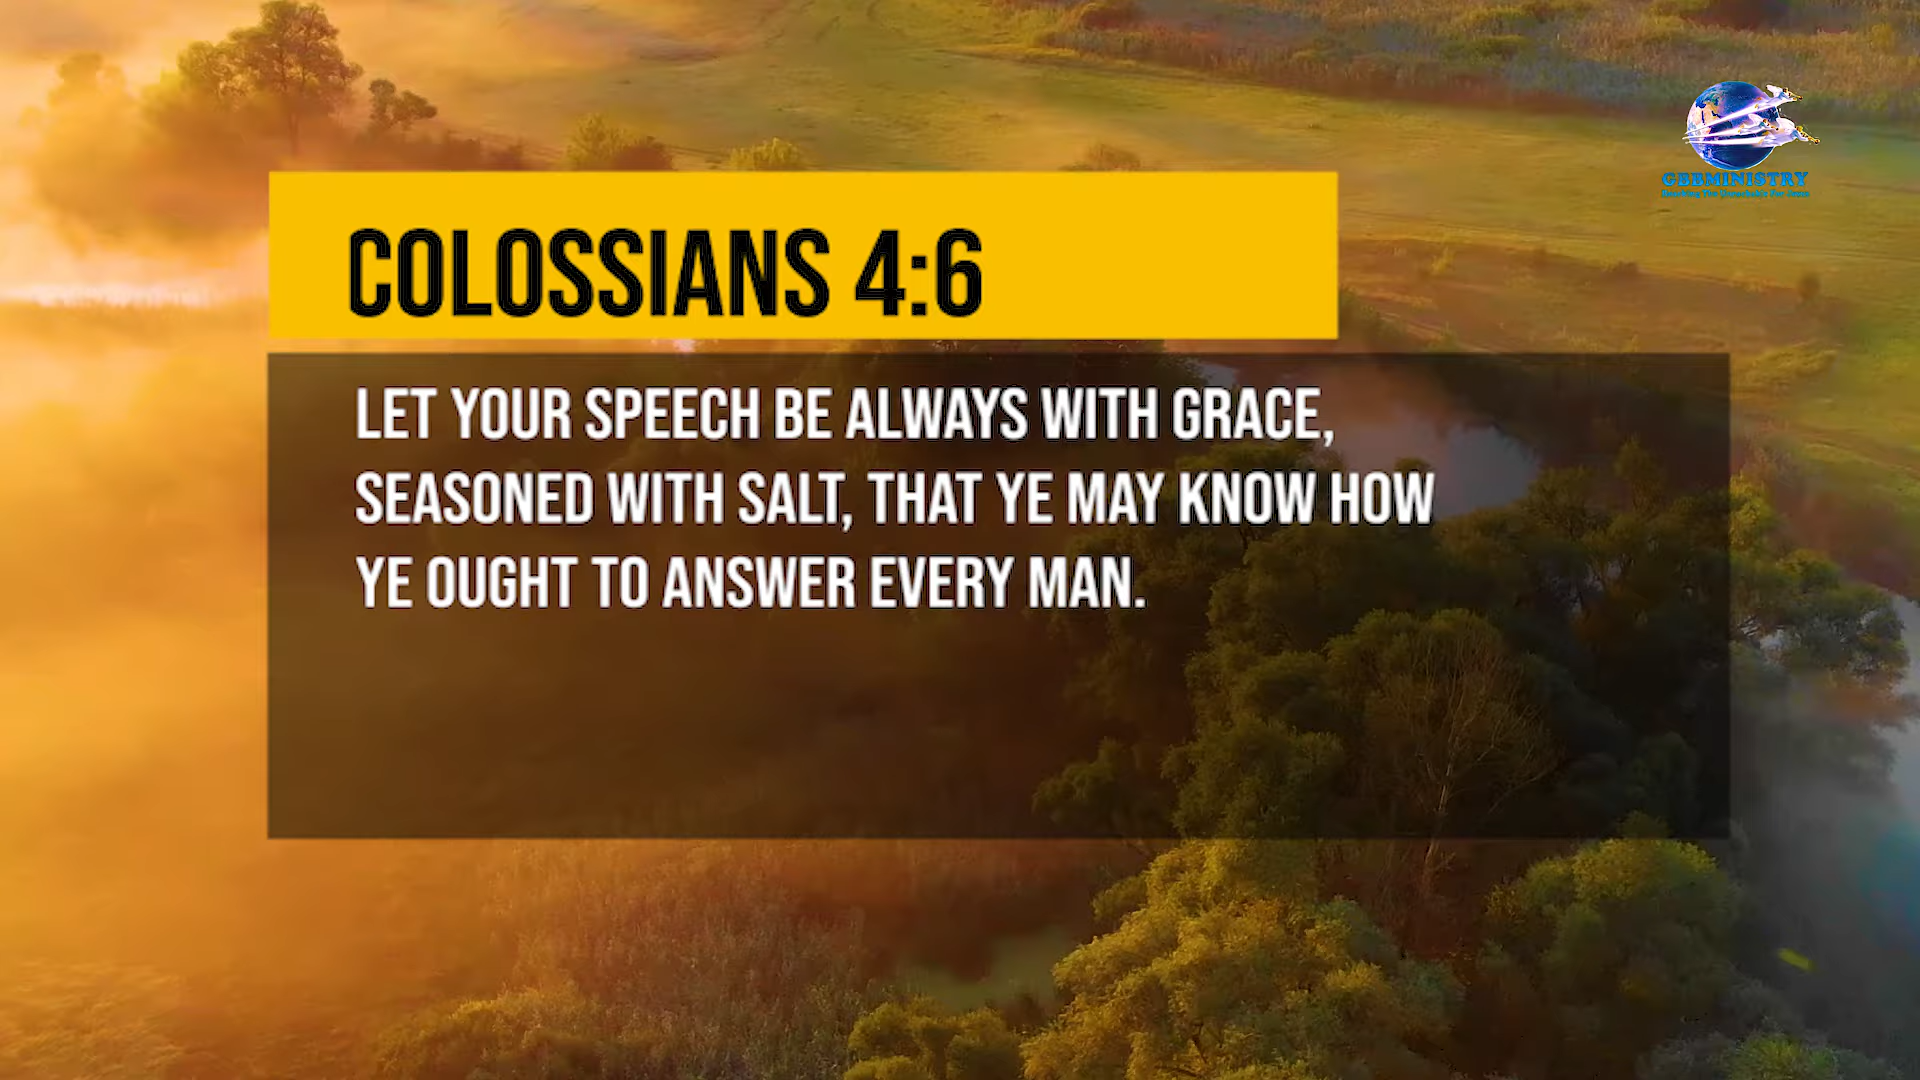 GBBMINISTRY
COLOSSIANS 4:6
LET YOUR SPEECH BE ALWAYS WITH GRACE,
SEASONED WITH SALT, THAT YE MAY KNOW HOW
YE OUGHT TO ANSWER EVERY MAN.